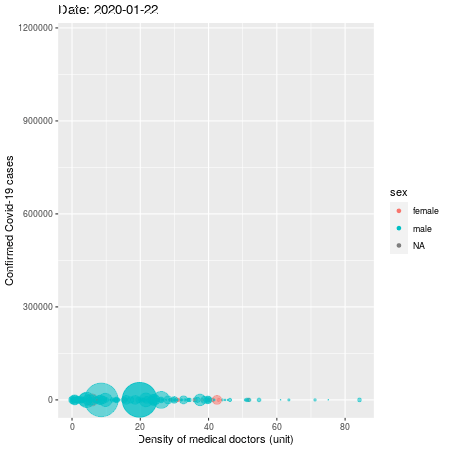 Date: 2020-01-22
1200000
900000
600000
300000
0
Confirmed Covid-19 cases
0 20 40 60 80
Density of medical doctors (unit)
sex
female
male
NA